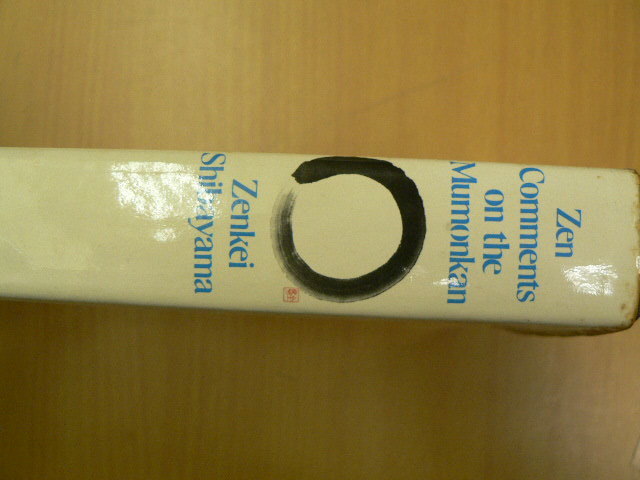 Zen
Comments
on the
Mumonkan
Zenkei
Shibayama